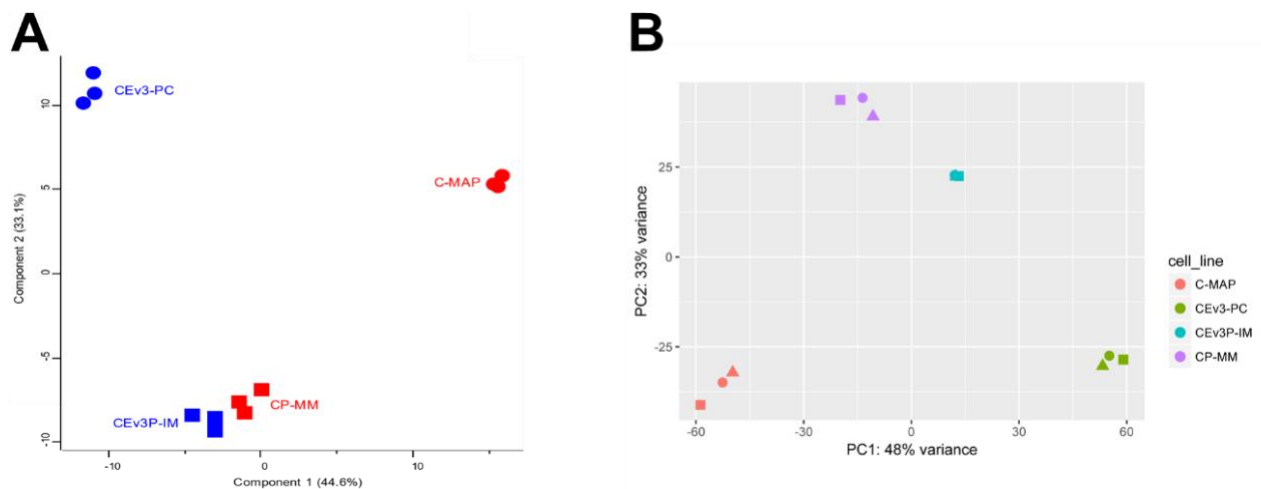 A
CEv3-PC
C-MAP
CEv3P-IM
CP-MM
10
5
0
-5
-10
Component 2 (33.1%)
-10
0
10
Component 1 (44.6%)
B
25
0
-25
PC2: 33% variance
-60
-30
0
30
60
PC1: 48% variance
cell_line
C-MAP
CEv3-PC
CEv3P-IM
CP-MM